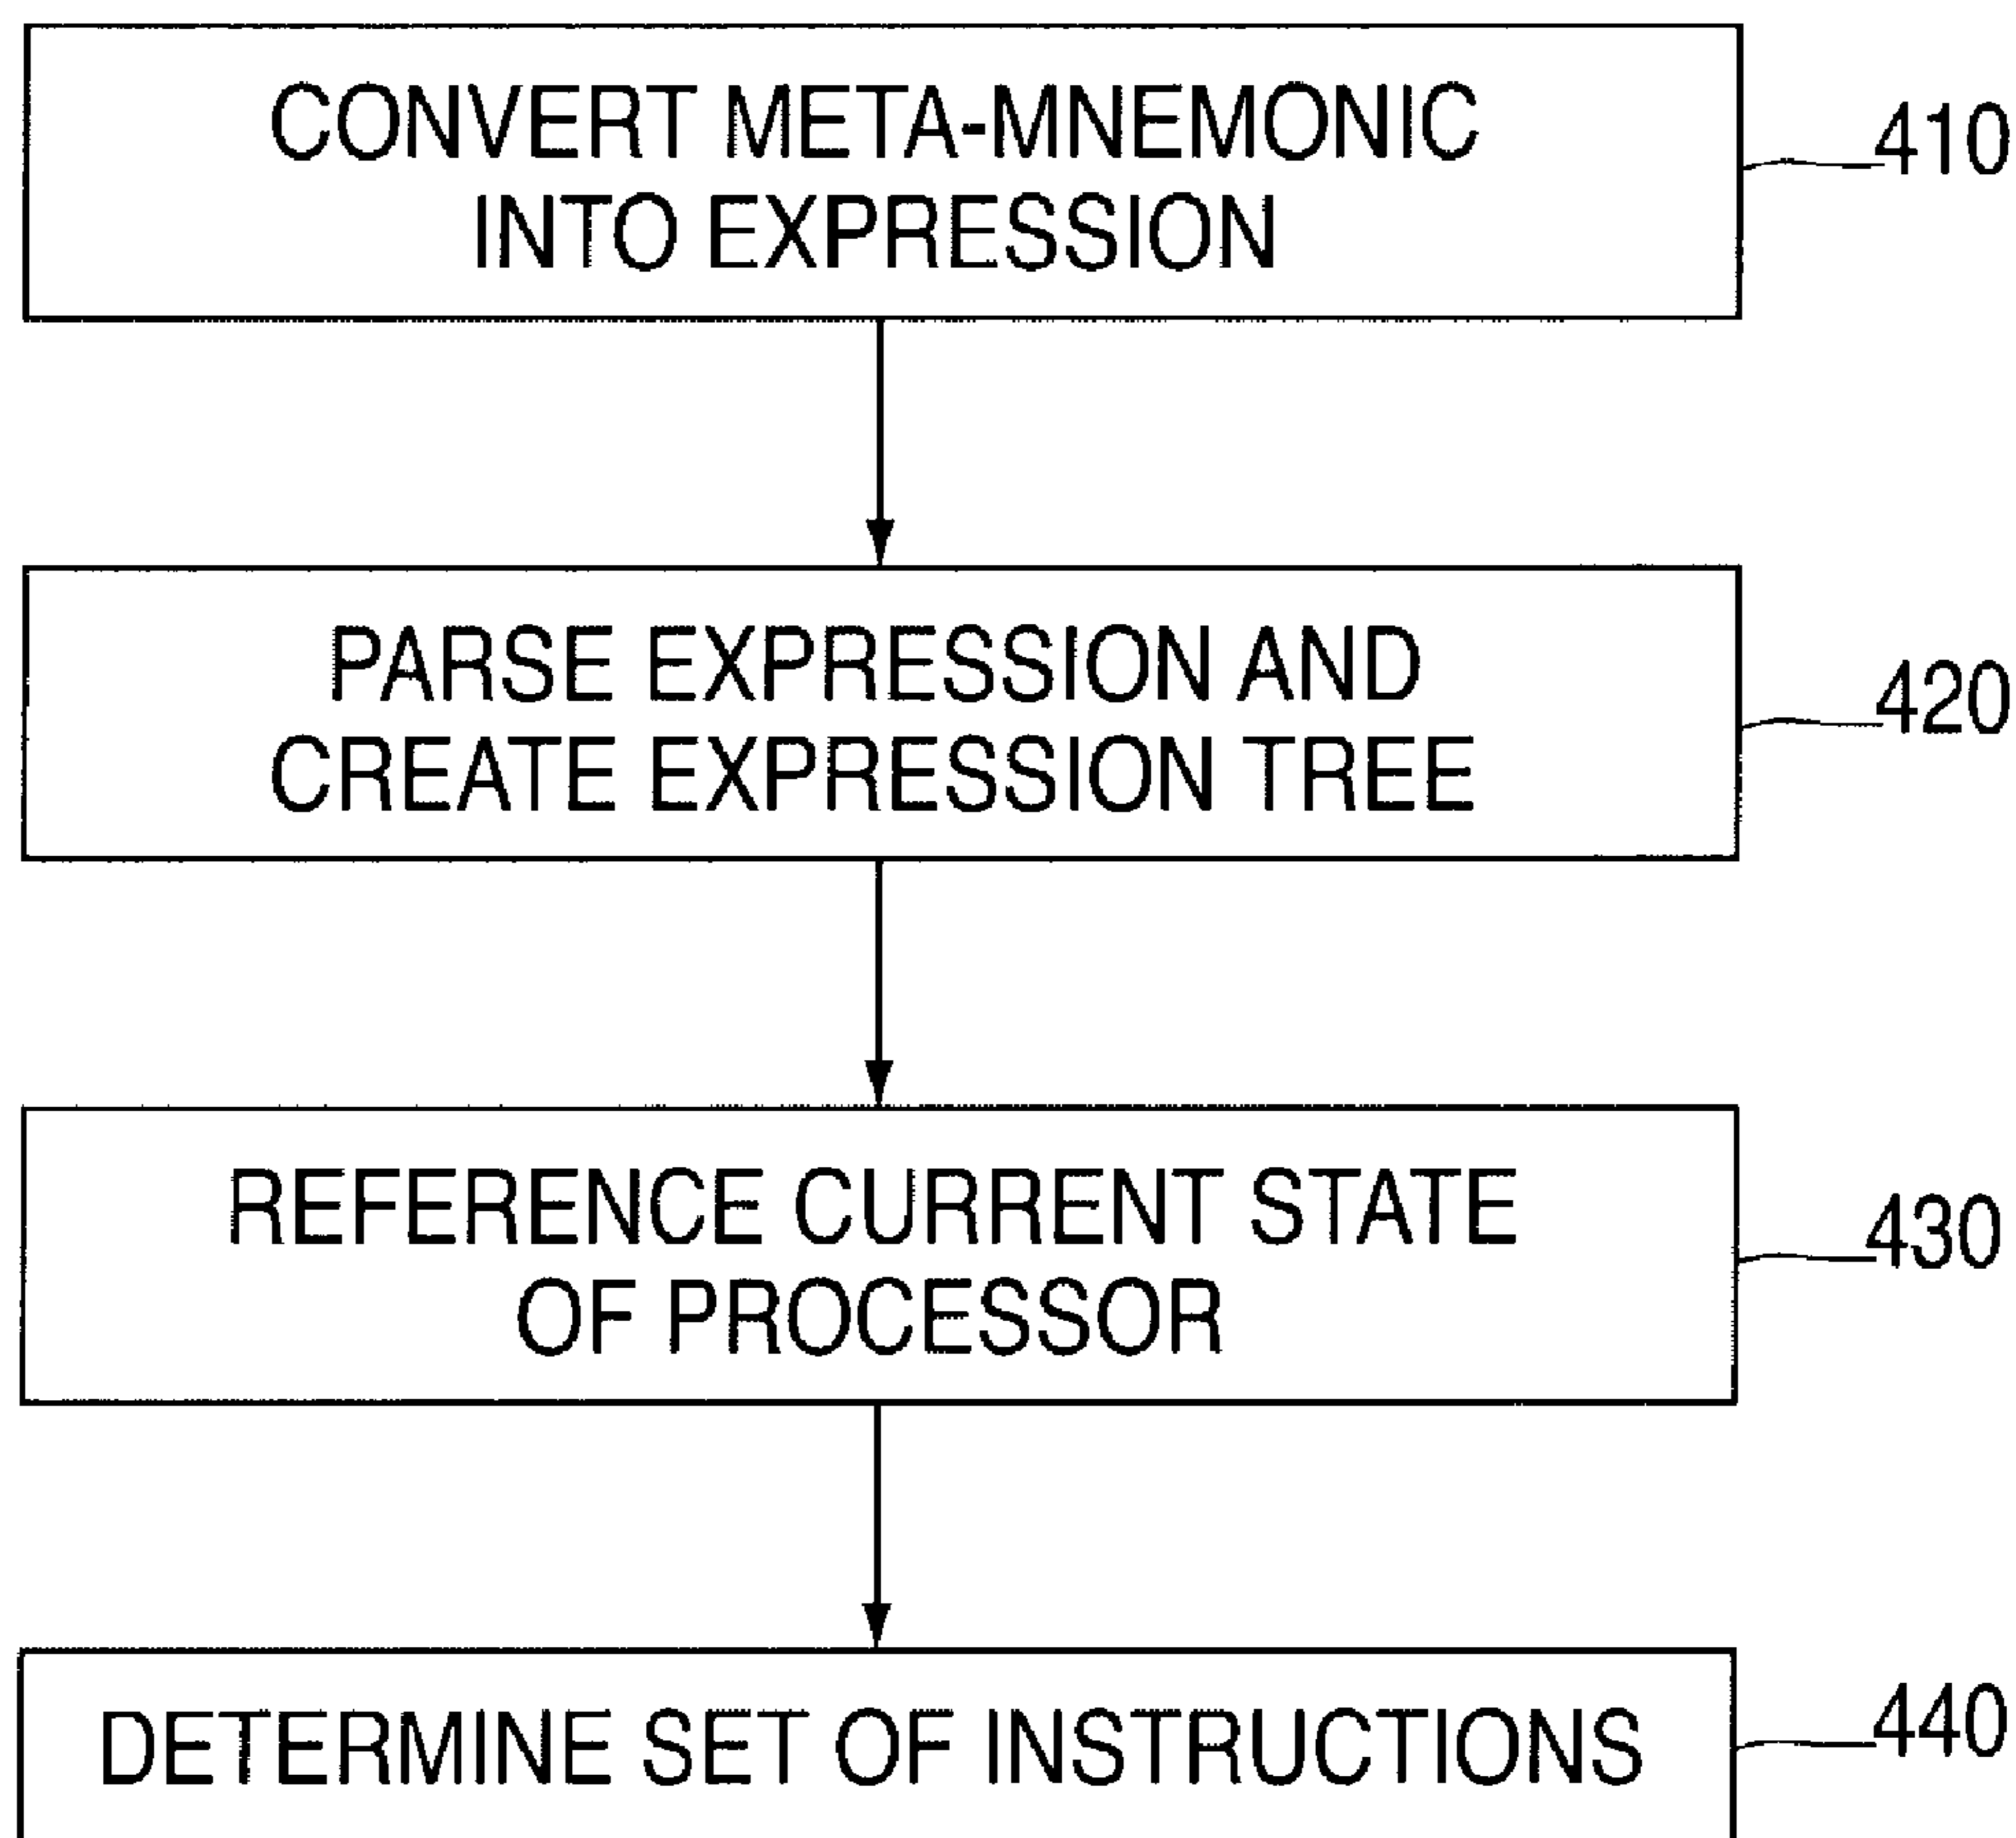 CONVERT META-MNEMONIC
INTO EXPRESSION
410
PARSE EXPRESSION AND
CREATE EXPRESSION TREE
420
REFERENCE CURRENT STATE
OF PROCESSOR
430
DETERMINE SET OF INSTRUCTIONS
440